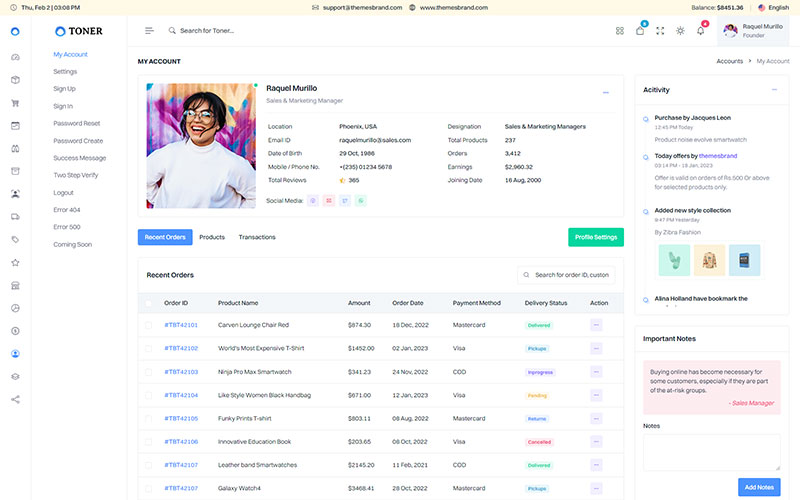 Thu, Feb 2 | 03:08 PM
support@themesbrand.com
www.themesbrand.com
Balance: $8451.36
English
TONER
Search for Toner...
5
4
Raquel Murillo
Founder
My Account
Settings
Sign Up
Sign In
Password Reset
Password Create
Success Message
Two Step Verify
Logout
Error 404
Error 500
Coming Soon
MY ACCOUNT
Accounts > My Account
Raquel Murillo
Sales & Marketing Manager
Location Phoenix, USA Designation Sales & Marketing Managers
Email ID raquelmurillo@sales.com Total Products 237
Date of Birth 29 Oct, 1986 Orders 3,412
Mobile / Phone No. +(235) 01234 5678 Earnings $2,960.32
Total Reviews 365 Joining Date 16 Aug, 2000
Social Media:
Recent Orders Products Transactions Profile Settings
Recent Orders
Search for order ID, custon
Order ID Product Name Amount Order Date Payment Method Delivery Status Action
#TBT42101 Carven Lounge Chair Red $874.30 18 Dec, 2022 Mastercard Delivered
#TBT42102 World's Most Expensive T-Shirt $1452.00 02 Jan, 2023 Visa Pickups
#TBT42103 Ninja Pro Max Smartwatch $341.23 24 Nov, 2022 COD Inprogress
#TBT42104 Like Style Women Black Handbag $671.00 12 Jan, 2023 Visa Pending
#TBT42105 Funky Prints T-shirt $803.11 08 Aug, 2022 Mastercard Returns
#TBT42106 Innovative Education Book $203.65 08 Oct, 2022 Visa Cancelled
#TBT42107 Leather band Smartwatches $2145.20 11 Feb, 2021 COD Delivered
#TBT42107 Galaxy Watch4 $3468.41 28 Oct, 2022 Mastercard Pickups
Acitivity
Purchase by Jacques Leon
12:45 PM Today
Product noise evolve smartwatch
Today offers by themesbrand
03:14 PM - 19 Jan, 2023
Offer is valid on orders of Rs 500 Or above
for selected products only.
Added new style collection
9:47 PM Yesterday
By Zibra Fashion
Alina Holland have bookmark the
Important Notes
Buying online has become necessary for
some customers, especially if they are part
of the at-risk groups.
- Sales Manager
Notes
Add Notes